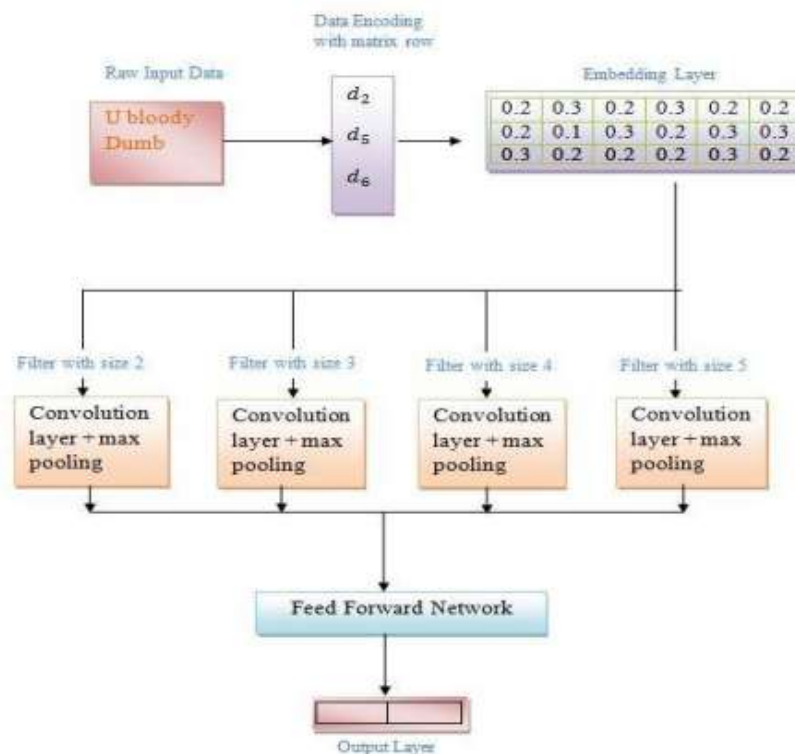 Data Encoding
with matrix row
Raw Input Data
Embedding Layer
U bloody
Dumb
d₂
d₅
d₆
0.2 0.3 0.2 0.3 0.2 0.2
0.2 0.1 0.3 0.2 0.3 0.3
0.3 0.2 0.2 0.2 0.3 0.2
Filter with size 2
Filter with size 3
Filter with size 4
Filter with size 5
Convolution
layer + max
pooling
Convolution
layer + max
pooling
Convolution
layer + max
pooling
Convolution
layer + max
pooling
Feed Forward Network
Output Layer